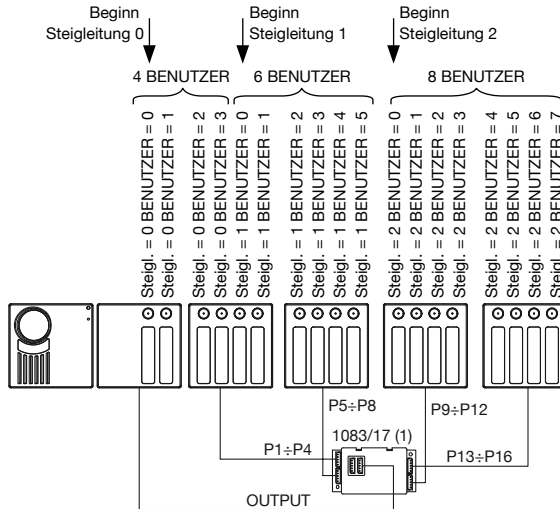 Beginn
Steigleitung 0
Beginn
Steigleitung 1
Beginn
Steigleitung 2
4 BENUTZER
6 BENUTZER
8 BENUTZER
Steigl. = 0 BENUTZER = 0
Steigl. = 0 BENUTZER = 1
Steigl. = 0 BENUTZER = 2
Steigl. = 0 BENUTZER = 3
Steigl. = 1 BENUTZER = 0
Steigl. = 1 BENUTZER = 1
Steigl. = 1 BENUTZER = 2
Steigl. = 1 BENUTZER = 3
Steigl. = 1 BENUTZER = 4
Steigl. = 1 BENUTZER = 5
Steigl. = 2 BENUTZER = 0
Steigl. = 2 BENUTZER = 1
Steigl. = 2 BENUTZER = 2
Steigl. = 2 BENUTZER = 3
Steigl. = 2 BENUTZER = 4
Steigl. = 2 BENUTZER = 5
Steigl. = 2 BENUTZER = 6
Steigl. = 2 BENUTZER = 7
P5÷P8
P9÷P12
1083/17 (1)
P1÷P4
P13÷P16
OUTPUT